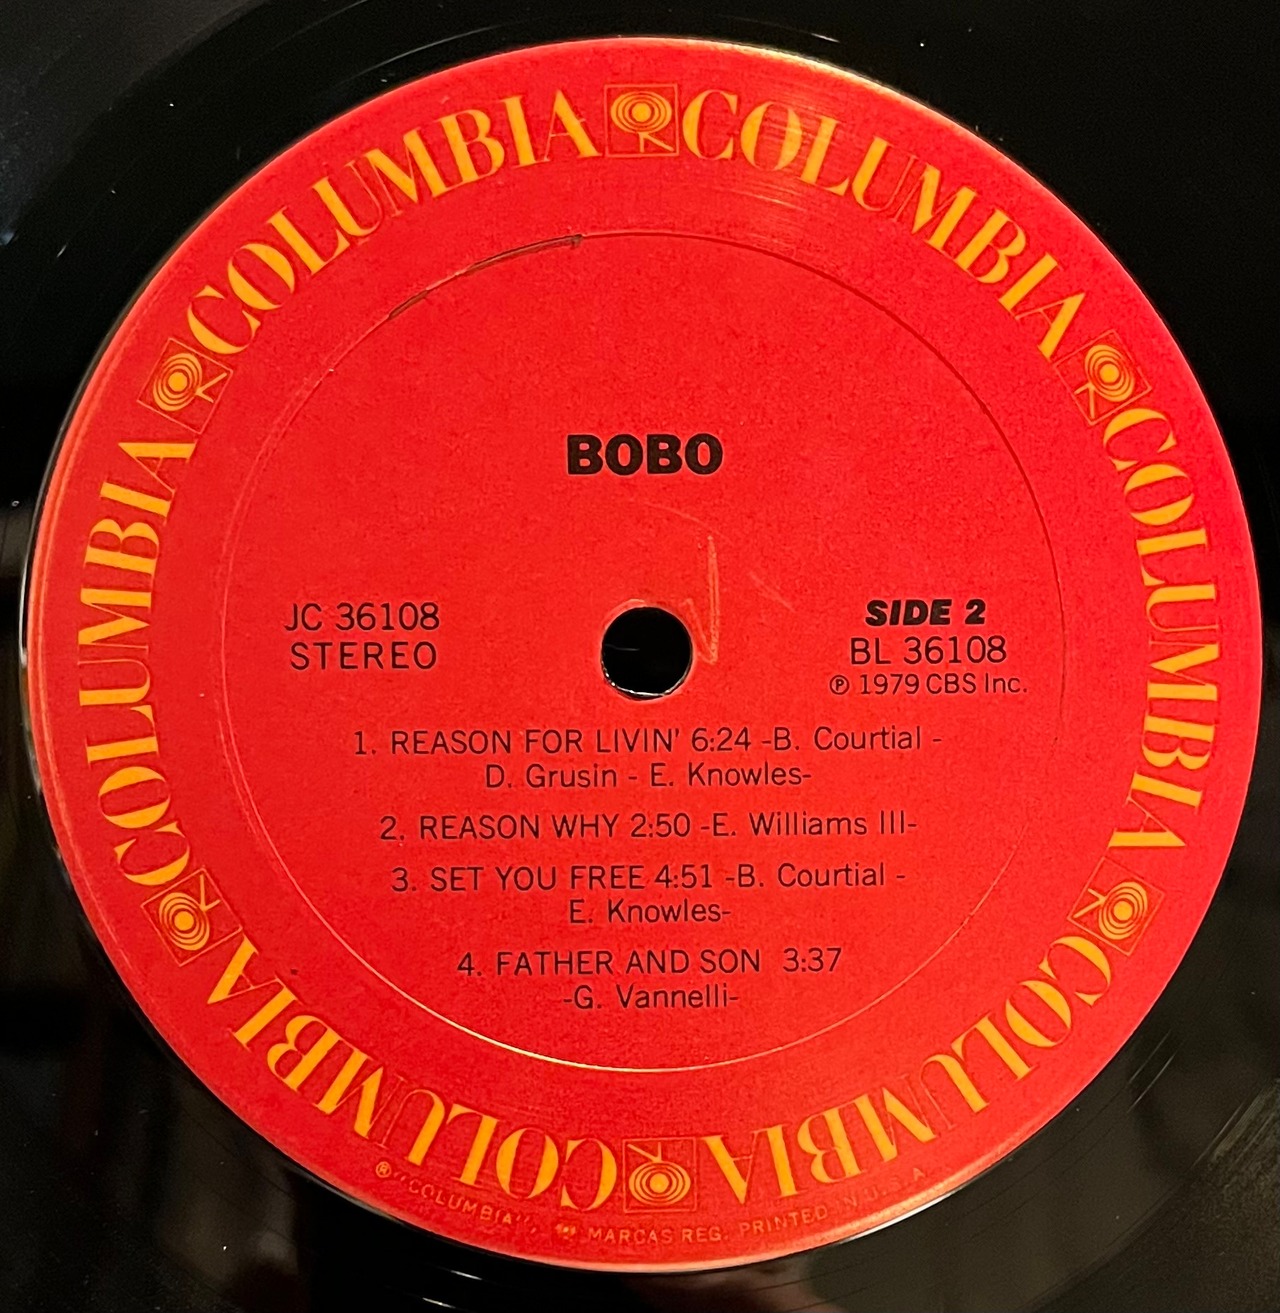 COLUMBIA COLUMBIA COLUMBIA COLUMBIA COLUMBIA COLUMBIA
BOBO
JC 36108
STEREO
SIDE 2
BL 36108
℗ 1979 CBS Inc.
1. REASON FOR LIVIN' 6:24 -B. Courtial -
D. Grusin - E. Knowles-
2. REASON WHY 2:50 -E. Williams III-
3. SET YOU FREE 4:51 -B. Courtial -
E. Knowles-
4. FATHER AND SON 3:37
-G. Vannelli-
® "COLUMBIA", MARCAS REG. PRINTED IN U.S.A.